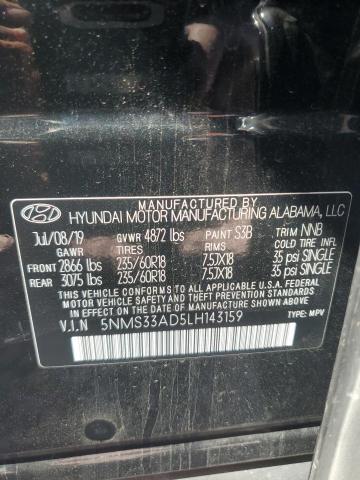 MANUFACTURED BY
HYUNDAI MOTOR MANUFACTURING ALABAMA, LLC
Jul/08/19 GVWR 4872 lbs PAINT S3B TRIM NNB
GAWR TIRES RIMS COLD INF. PRES.
FRONT 2866 lbs 235/60R18 7.5JX18 35 psi SINGLE
REAR 3075 lbs 235/60R18 7.5JX18 35 psi SINGLE
THIS VEHICLE CONFORMS TO ALL APPLICABLE U.S.A. FEDERAL
MOTOR VEHICLE SAFETY, BUMPER, AND THEFT PREVENTION
STANDARDS IN EFFECT ON THE DATE OF MANUFACTURE SHOWN ABOVE.
V.I.N 5NMS33AD5LH143159 TYPE: MPV